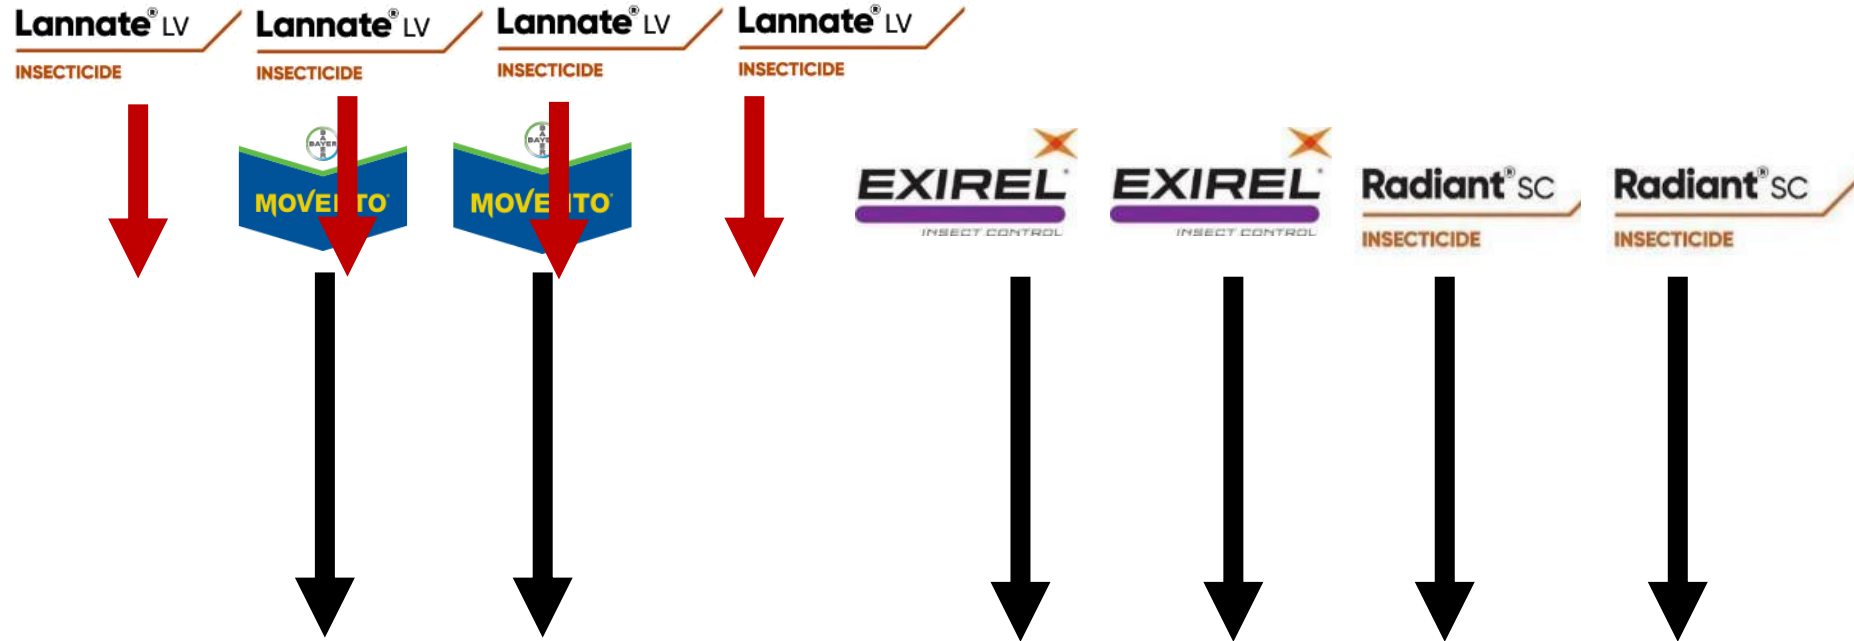 Lannate® LV
INSECTICIDE
Lannate® LV
INSECTICIDE
Lannate® LV
INSECTICIDE
Lannate® LV
INSECTICIDE
BAYER
BAYER
EXIREL
INSECT CONTROL
EXIREL
INSECT CONTROL
Radiant® SC
INSECTICIDE
Radiant® SC
INSECTICIDE